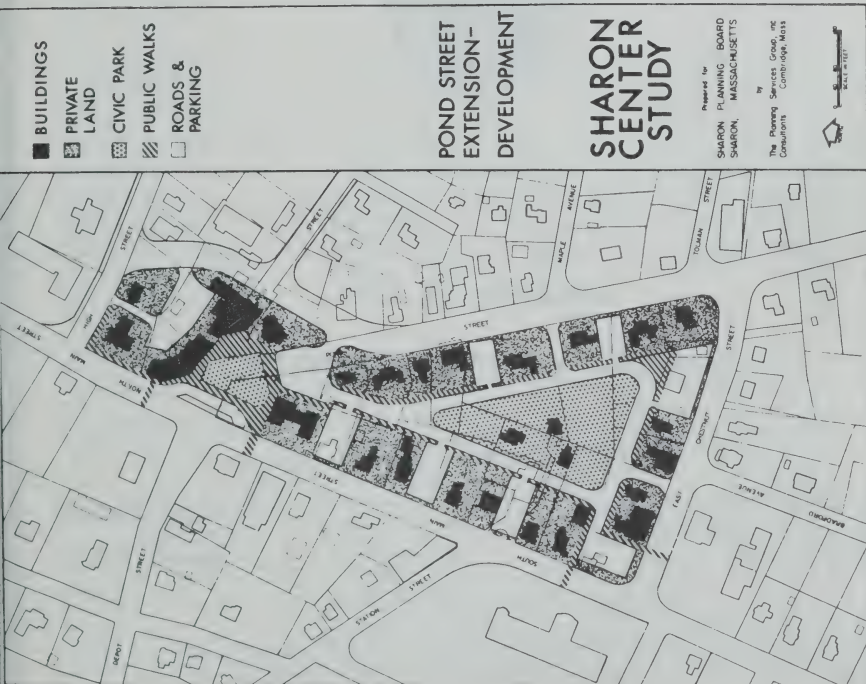 BUILDINGS
PRIVATE
LAND
CIVIC PARK
PUBLIC WALKS
ROADS &
PARKING
POND STREET
EXTENSION-
DEVELOPMENT
SHARON
CENTER
STUDY
Prepared for
SHARON PLANNING BOARD
SHARON, MASSACHUSETTS
by
The Planning Services Group, Inc
Consultants Cambridge, Mass
SCALE IN FEET
HIGH STREET
NORTH MAIN STREET
STREET
DEPOT STREET
STATION STREET
SOUTH MAIN STREET
STREET
MAPLE AVENUE
TOLMAN STREET
EAST CHESTNUT STREET
BRADFORD AVENUE